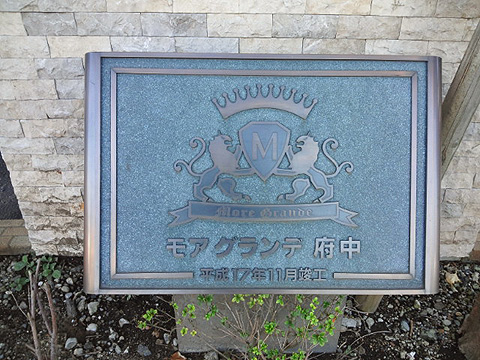 M
More Grande
モアグランデ 府中
平成17年11月竣工